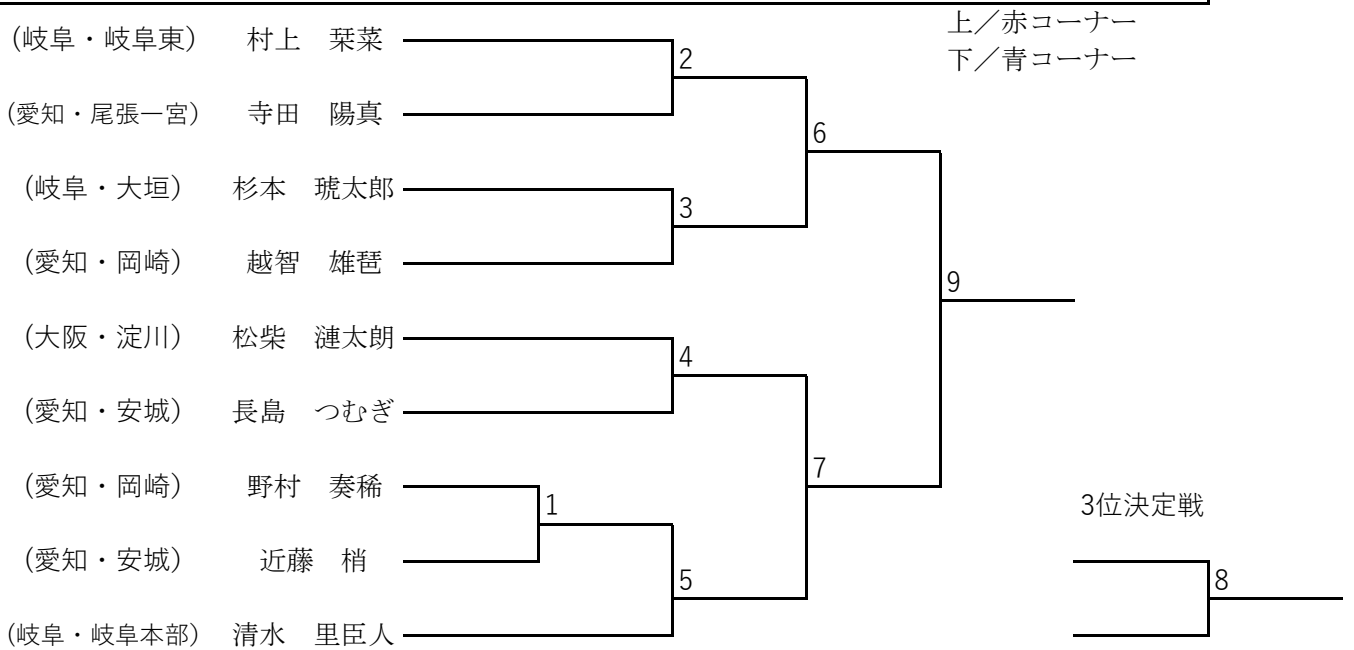 上／赤コーナー
下／青コーナー
(岐阜・岐阜東)　村上　栞菜
2
(愛知・尾張一宮)　寺田　陽真
6
(岐阜・大垣)　杉本　琥太郎
3
(愛知・岡崎)　越智　雄琶
9
(大阪・淀川)　松柴　漣太朗
4
(愛知・安城)　長島　つむぎ
7
(愛知・岡崎)　野村　奏稀
1
3位決定戦
(愛知・安城)　近藤　梢
5
8
(岐阜・岐阜本部)　清水　里臣人